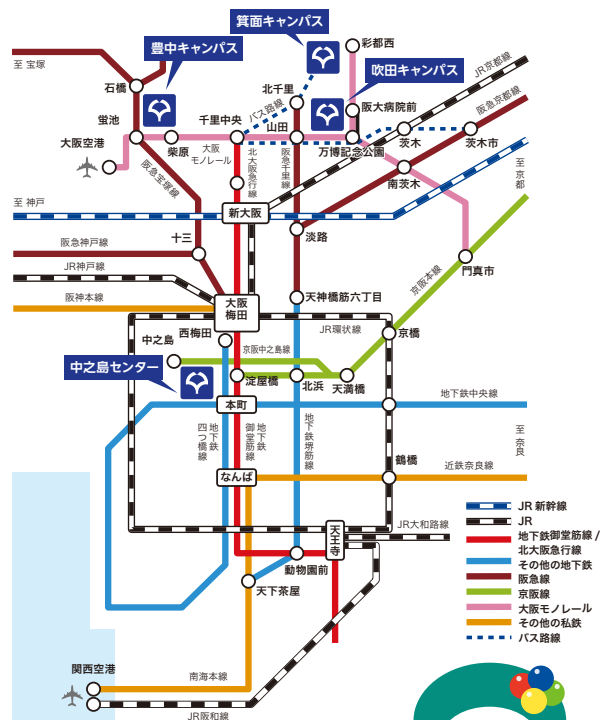 箕面キャンパス
豊中キャンパス
彩都西
至 宝塚
吹田キャンパス
JR京都線
石橋
北千里
阪急京都線
バス路線
阪大病院前
蛍池
千里中央
山田
大阪空港
柴原
大阪
モノレール
万博記念公園
茨木
茨木市
北大阪急行線
阪急千里線
阪急宝塚線
南茨木
至 京都
至 神戸
新大阪
十三
淡路
阪急神戸線
JR神戸線
門真市
京阪本線
阪神本線
大阪
梅田
天神橋筋六丁目
西梅田
JR環状線
中之島
京阪中之島線
京橋
中之島センター
淀屋橋
北浜
天満橋
本町
地下鉄中央線
地下鉄
四つ橋線
地下鉄
御堂筋線
地下鉄堺筋線
至 奈良
なんば
鶴橋
近鉄奈良線
JR 新幹線
JR
天王寺
JR大和路線
地下鉄御堂筋線 /
北大阪急行線
その他の地下鉄
動物園前
阪急線
天下茶屋
京阪線
大阪モノレール
その他の私鉄
バス路線
関西空港
南海本線
JR阪和線